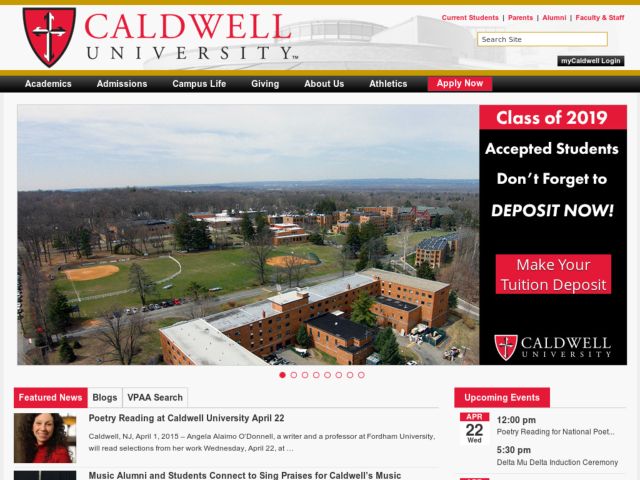 CALDWELL
UNIVERSITY™
Current Students | Parents | Alumni | Faculty & Staff
Search Site
myCaldwell Login
Academics Admissions Campus Life Giving About Us Athletics Apply Now
Class of 2019
Accepted Students
Don't Forget to
DEPOSIT NOW!
Make Your
Tuition Deposit
CALDWELL
UNIVERSITY
Featured News Blogs VPAA Search
Poetry Reading at Caldwell University April 22
Caldwell, NJ, April 1, 2015 – Angela Alaimo O'Donnell, a writer and a professor at Fordham University,
will read selections from her work Wednesday, April 22, at …
Music Alumni and Students Connect to Sing Praises for Caldwell's Music
Upcoming Events
APR
22
Wed
12:00 pm
Poetry Reading for National Poet...
5:30 pm
Delta Mu Delta Induction Ceremony